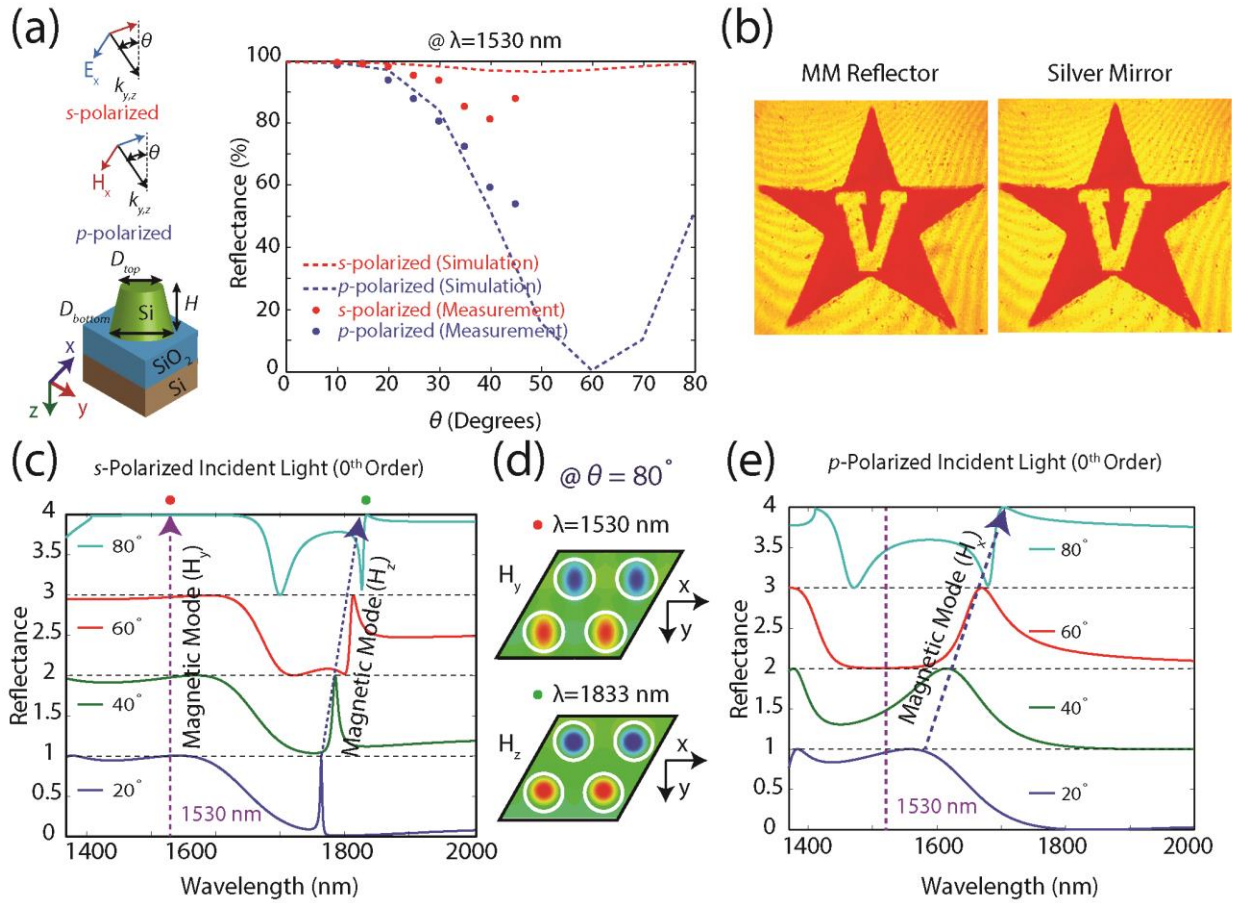 (a)
θ
E_x
k_y,z
s-polarized
θ
H_x
k_y,z
p-polarized
D_top
D_bottom
H
Si
SiO_2
Si
x
y
z
@ λ=1530 nm
Reflectance (%)
100
80
60
40
20
0
s-polarized (Simulation)
p-polarized (Simulation)
s-polarized (Measurement)
p-polarized (Measurement)
0 10 20 30 40 50 60 70 80
θ (Degrees)
(b)
MM Reflector
Silver Mirror
V
V
(c)
s-Polarized Incident Light (0th Order)
Reflectance
4
3.5
3
2.5
2
1.5
1
0.5
0
80°
60°
40°
20°
Magnetic Mode (H_y)
Magnetic Mode (H_z)
1530 nm
1400 1600 1800 2000
Wavelength (nm)
(d)
@ θ = 80°
λ=1530 nm
H_y
x
y
λ=1833 nm
H_z
x
y
(e)
p-Polarized Incident Light (0th Order)
Reflectance
4
3.5
3
2.5
2
1.5
1
0.5
0
80°
60°
40°
20°
Magnetic Mode (H_x)
1530 nm
1400 1600 1800 2000
Wavelength (nm)